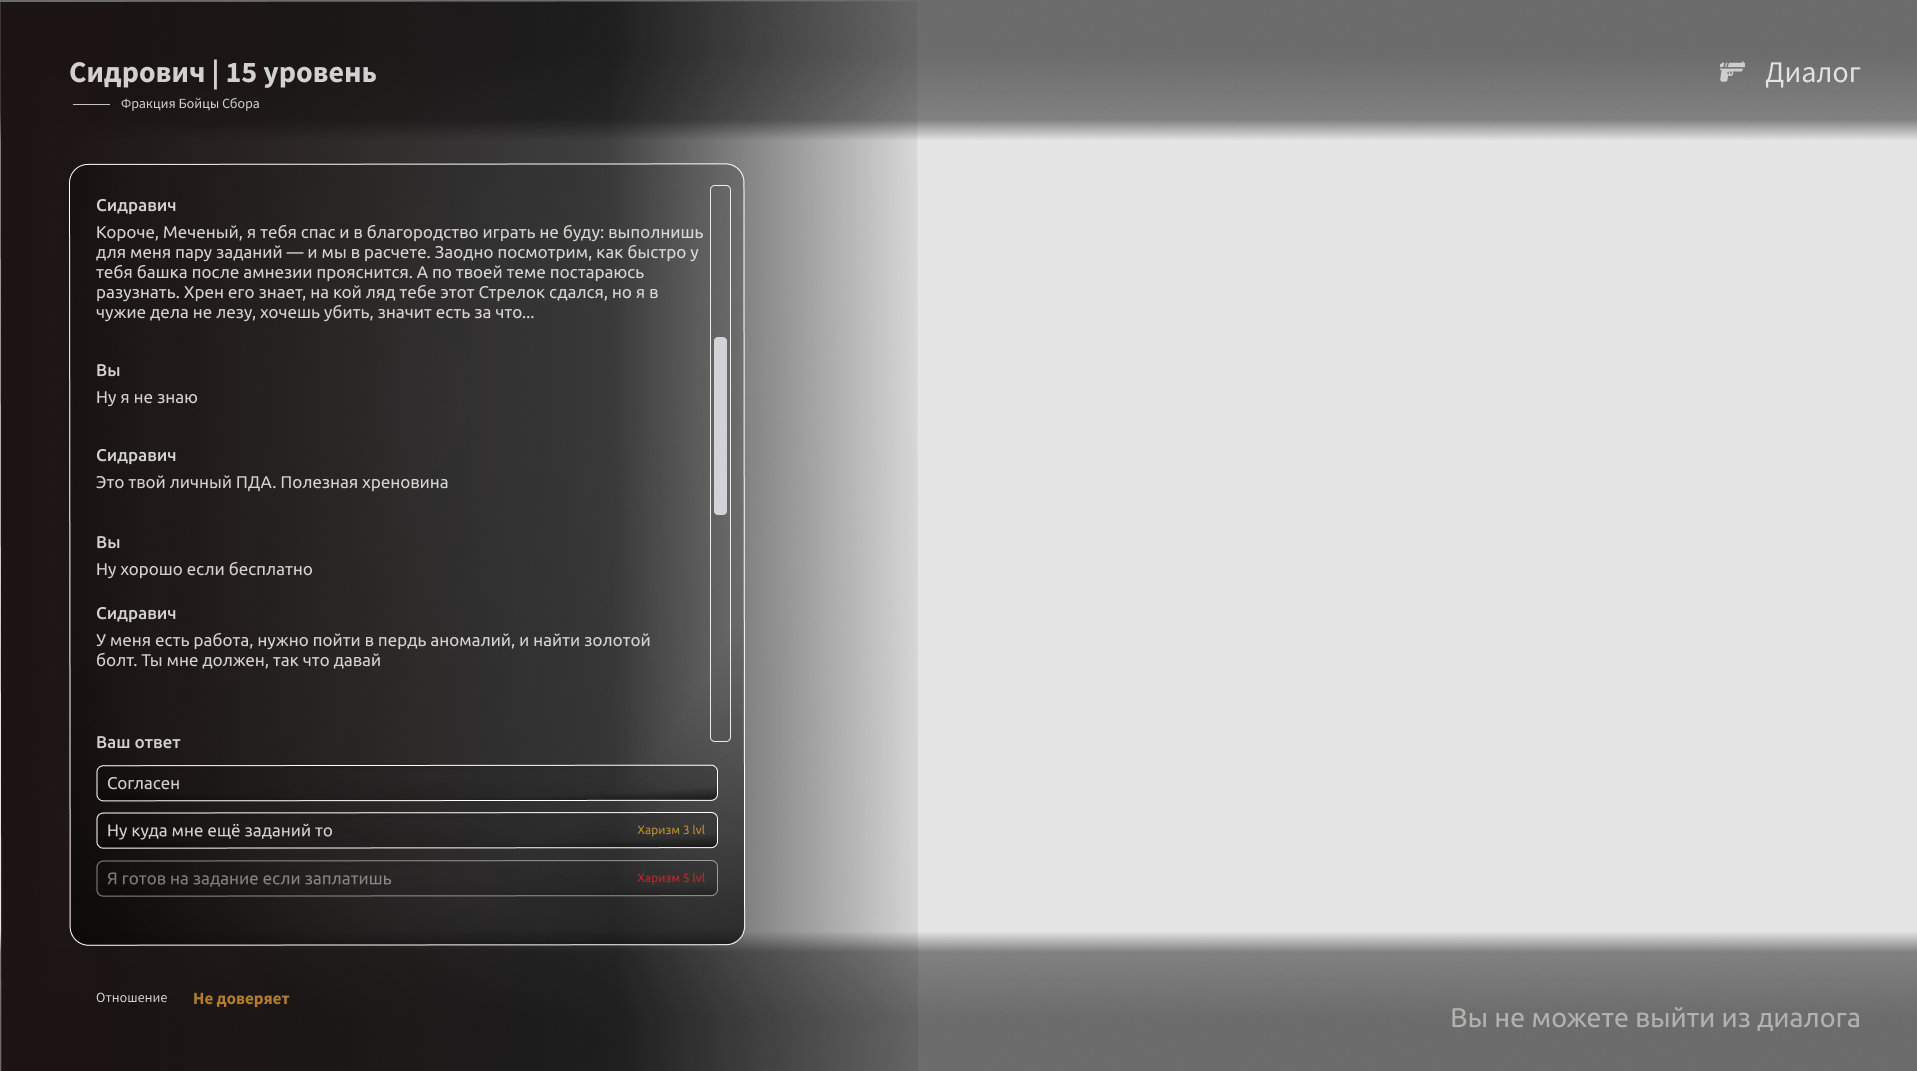 Сидрович | 15 уровень
Фракция Бойцы Сбора
Диалог
Сидравич
Короче, Меченый, я тебя спас и в благородство играть не буду: выполнишь
для меня пару заданий — и мы в расчете. Заодно посмотрим, как быстро у
тебя башка после амнезии прояснится. А по твоей теме постараюсь
разузнать. Хрен его знает, на кой ляд тебе этот Стрелок сдался, но я в
чужие дела не лезу, хочешь убить, значит есть за что...
Вы
Ну я не знаю
Сидравич
Это твой личный ПДА. Полезная хреновина
Вы
Ну хорошо если бесплатно
Сидравич
У меня есть работа, нужно пойти в пердь аномалий, и найти золотой
болт. Ты мне должен, так что давай
Ваш ответ
Согласен
Ну куда мне ещё заданий то Харизм 3 lvl
Я готов на задание если заплатишь Харизм 5 lvl
Отношение Не доверяет
Вы не можете выйти из диалога